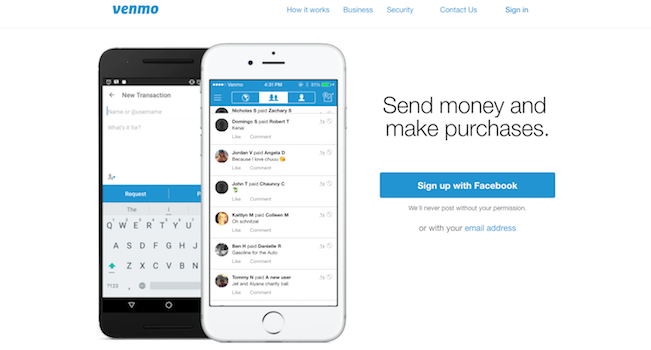 venmo
How it works Business Security Contact Us Sign in
New Transaction
Name or @username
What's it for?
Request
The I
Q W E R T Y U
A S D F G H
Z X C V B
?123
Venmo 4:31 PM
Nicholas S paid Zachary S
Like Comment
Domingo S paid Robert T
Kanai
Like Comment
Jordan V paid Angela D
Because I love chuuu 😘
Like Comment
John T paid Chauncy C
Like Comment
Kaitlyn M paid Colleen M
Like Comment
Ben H paid Danielle R
Gasoline for the Auto
Like Comment
Tommy N paid A new user
Jet and Alyana charity ball
Like Comment
Send money and
make purchases.
Sign up with Facebook
We'll never post without your permission.
or with your email address